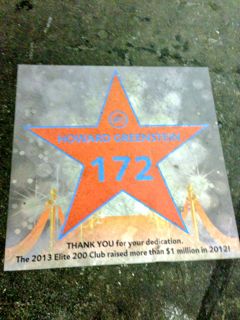 HOWARD GREENSTEIN
172
THANK YOU for your dedication.
The 2013 Elite 200 Club raised more than $1 million in 2012!